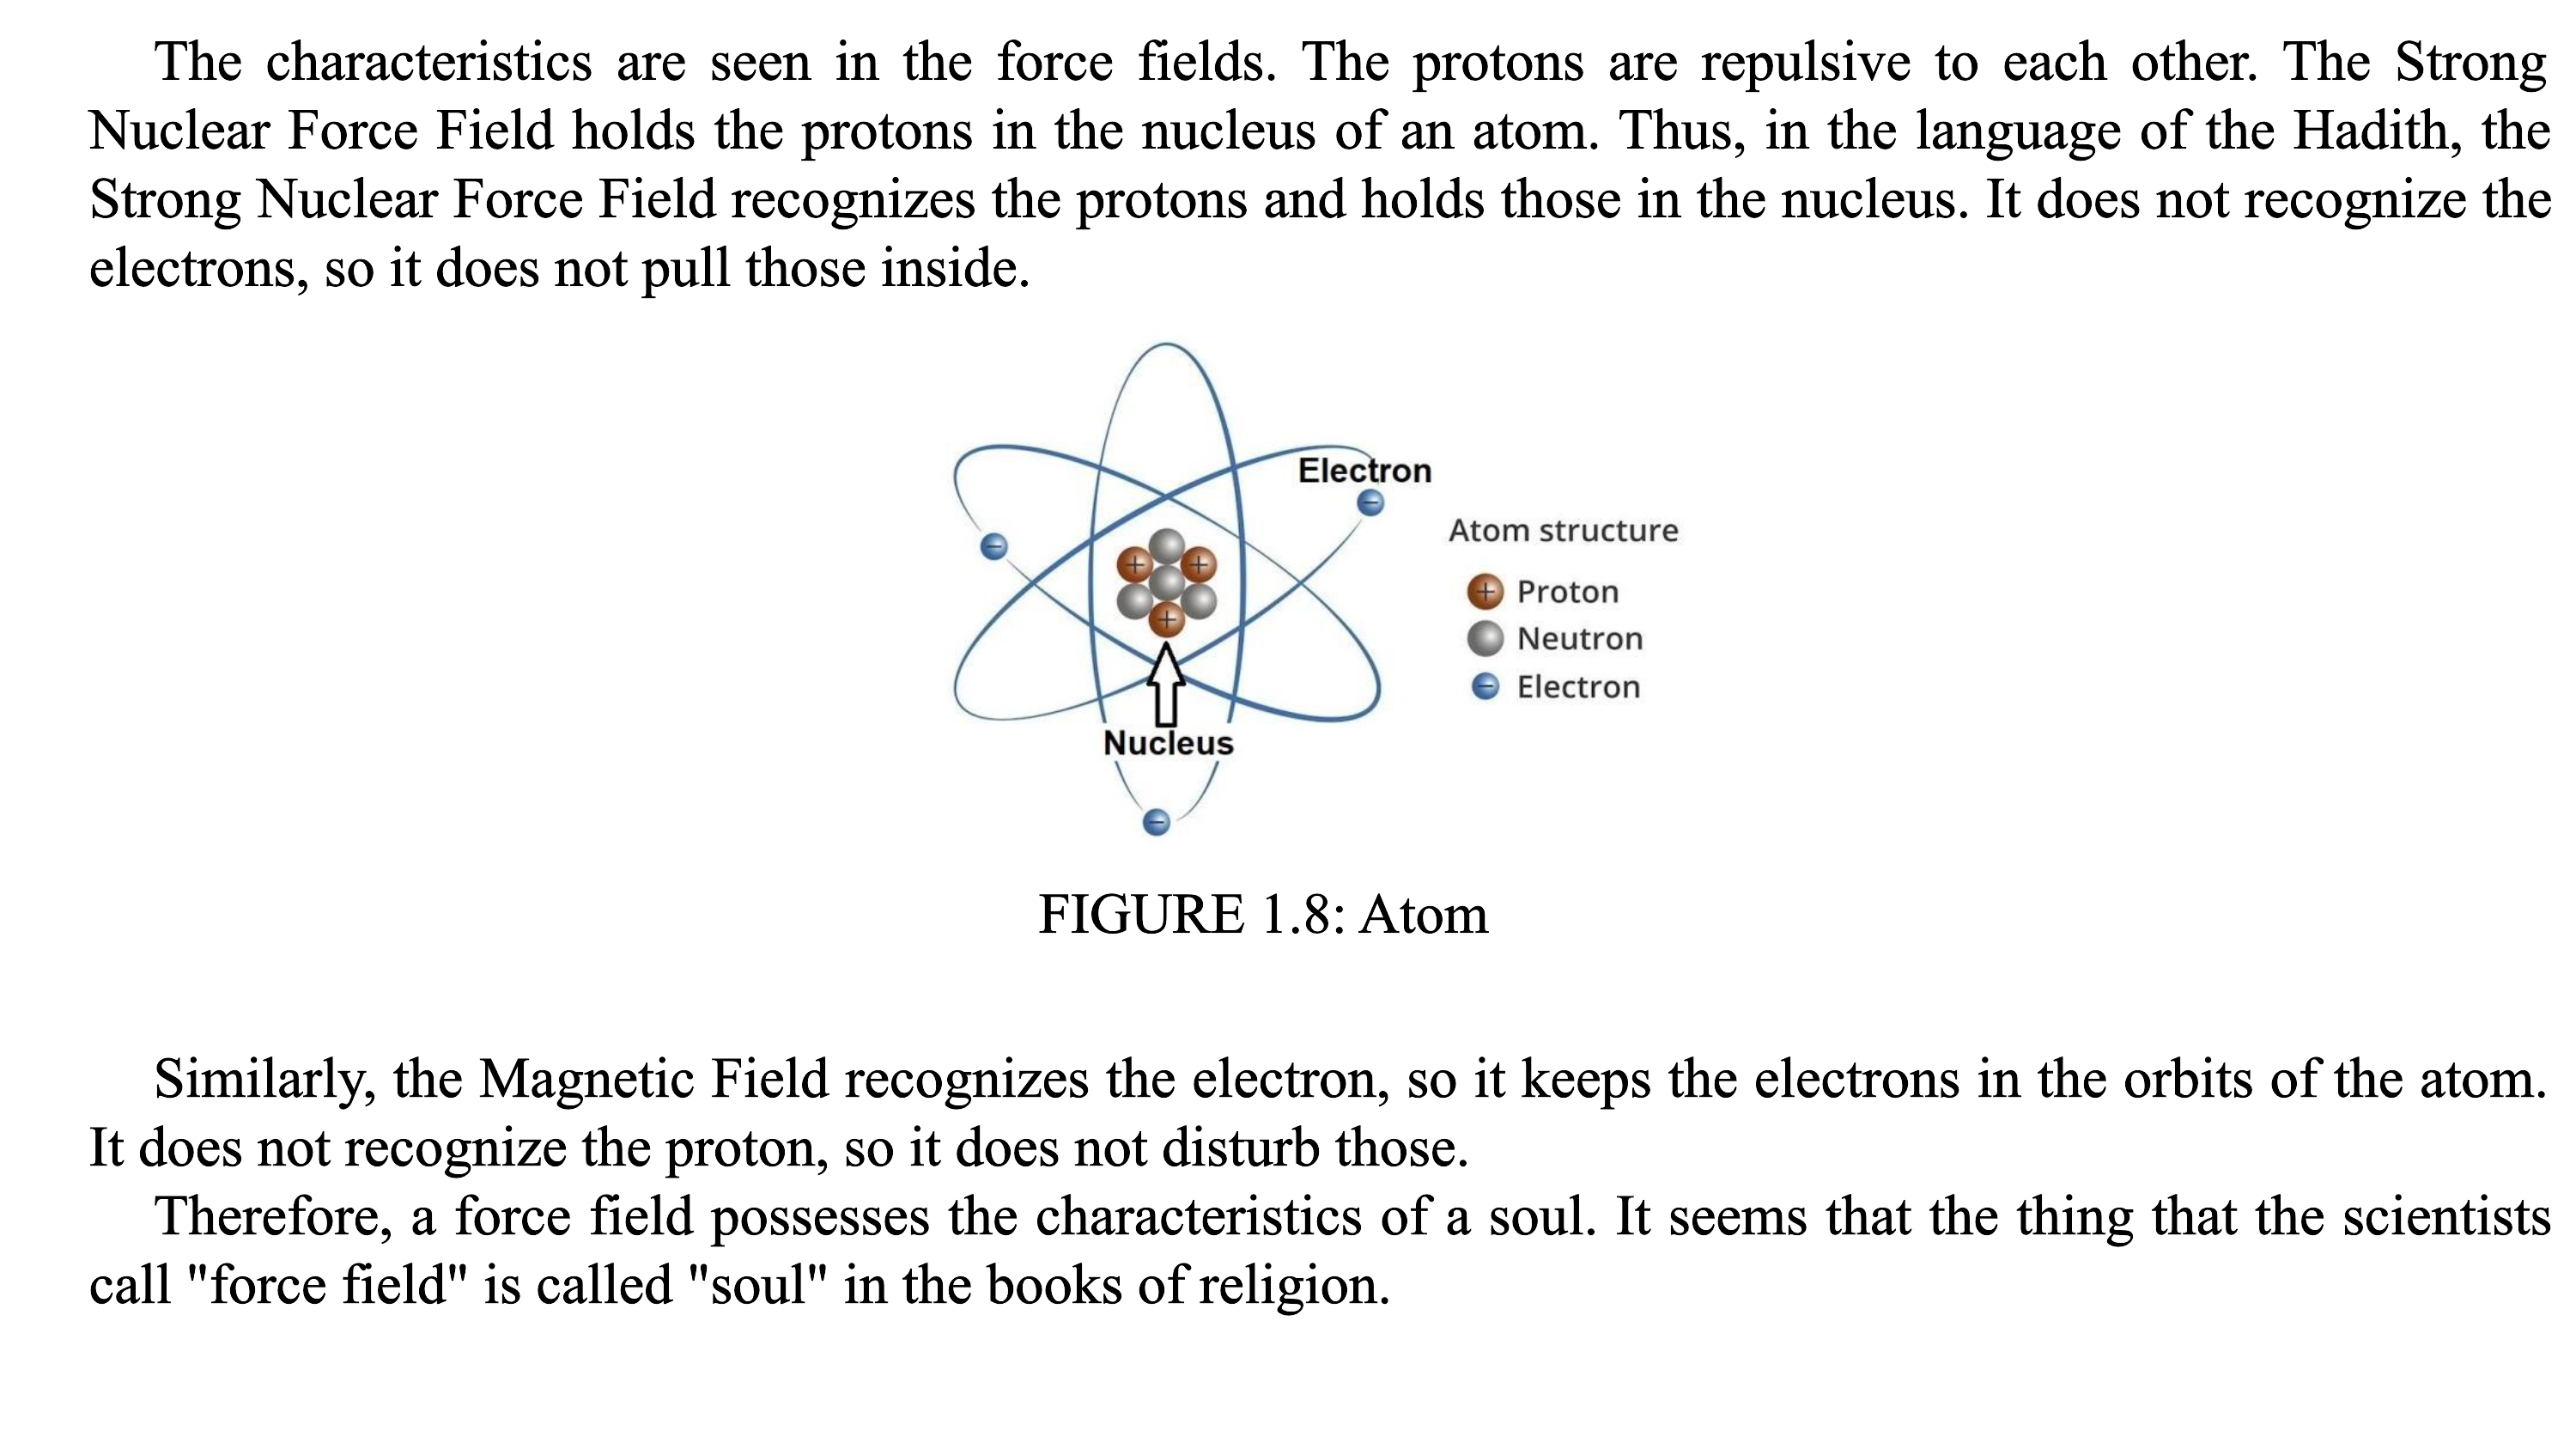 The characteristics are seen in the force fields. The protons are repulsive to each other. The Strong
Nuclear Force Field holds the protons in the nucleus of an atom. Thus, in the language of the Hadith, the
Strong Nuclear Force Field recognizes the protons and holds those in the nucleus. It does not recognize the
electrons, so it does not pull those inside.
Electron
−
−
Atom structure
+ +
+ Proton
+
Neutron
− Electron
Nucleus
−
FIGURE 1.8: Atom
Similarly, the Magnetic Field recognizes the electron, so it keeps the electrons in the orbits of the atom.
It does not recognize the proton, so it does not disturb those.
Therefore, a force field possesses the characteristics of a soul. It seems that the thing that the scientists
call "force field" is called "soul" in the books of religion.